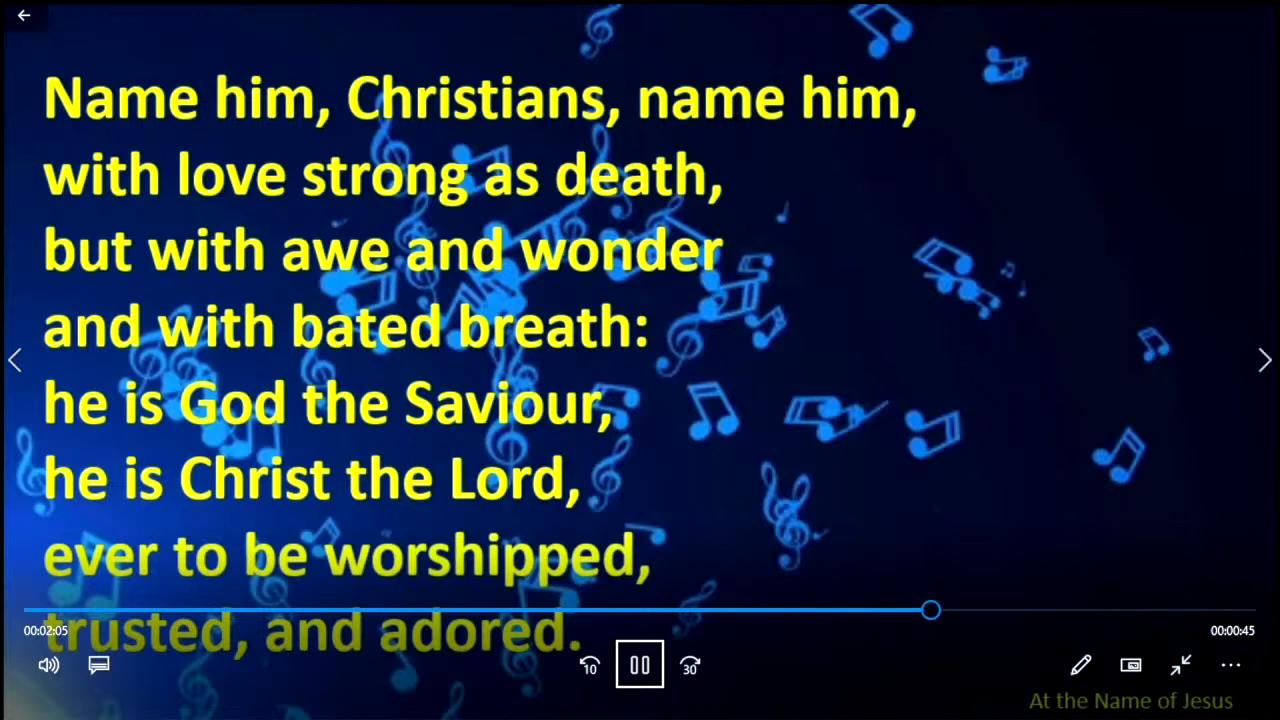 Name him, Christians, name him,
with love strong as death,
but with awe and wonder
and with bated breath:
he is God the Saviour,
he is Christ the Lord,
ever to be worshipped,
trusted, and adored.
00:02:05
00:00:45
10
30
At the Name of Jesus